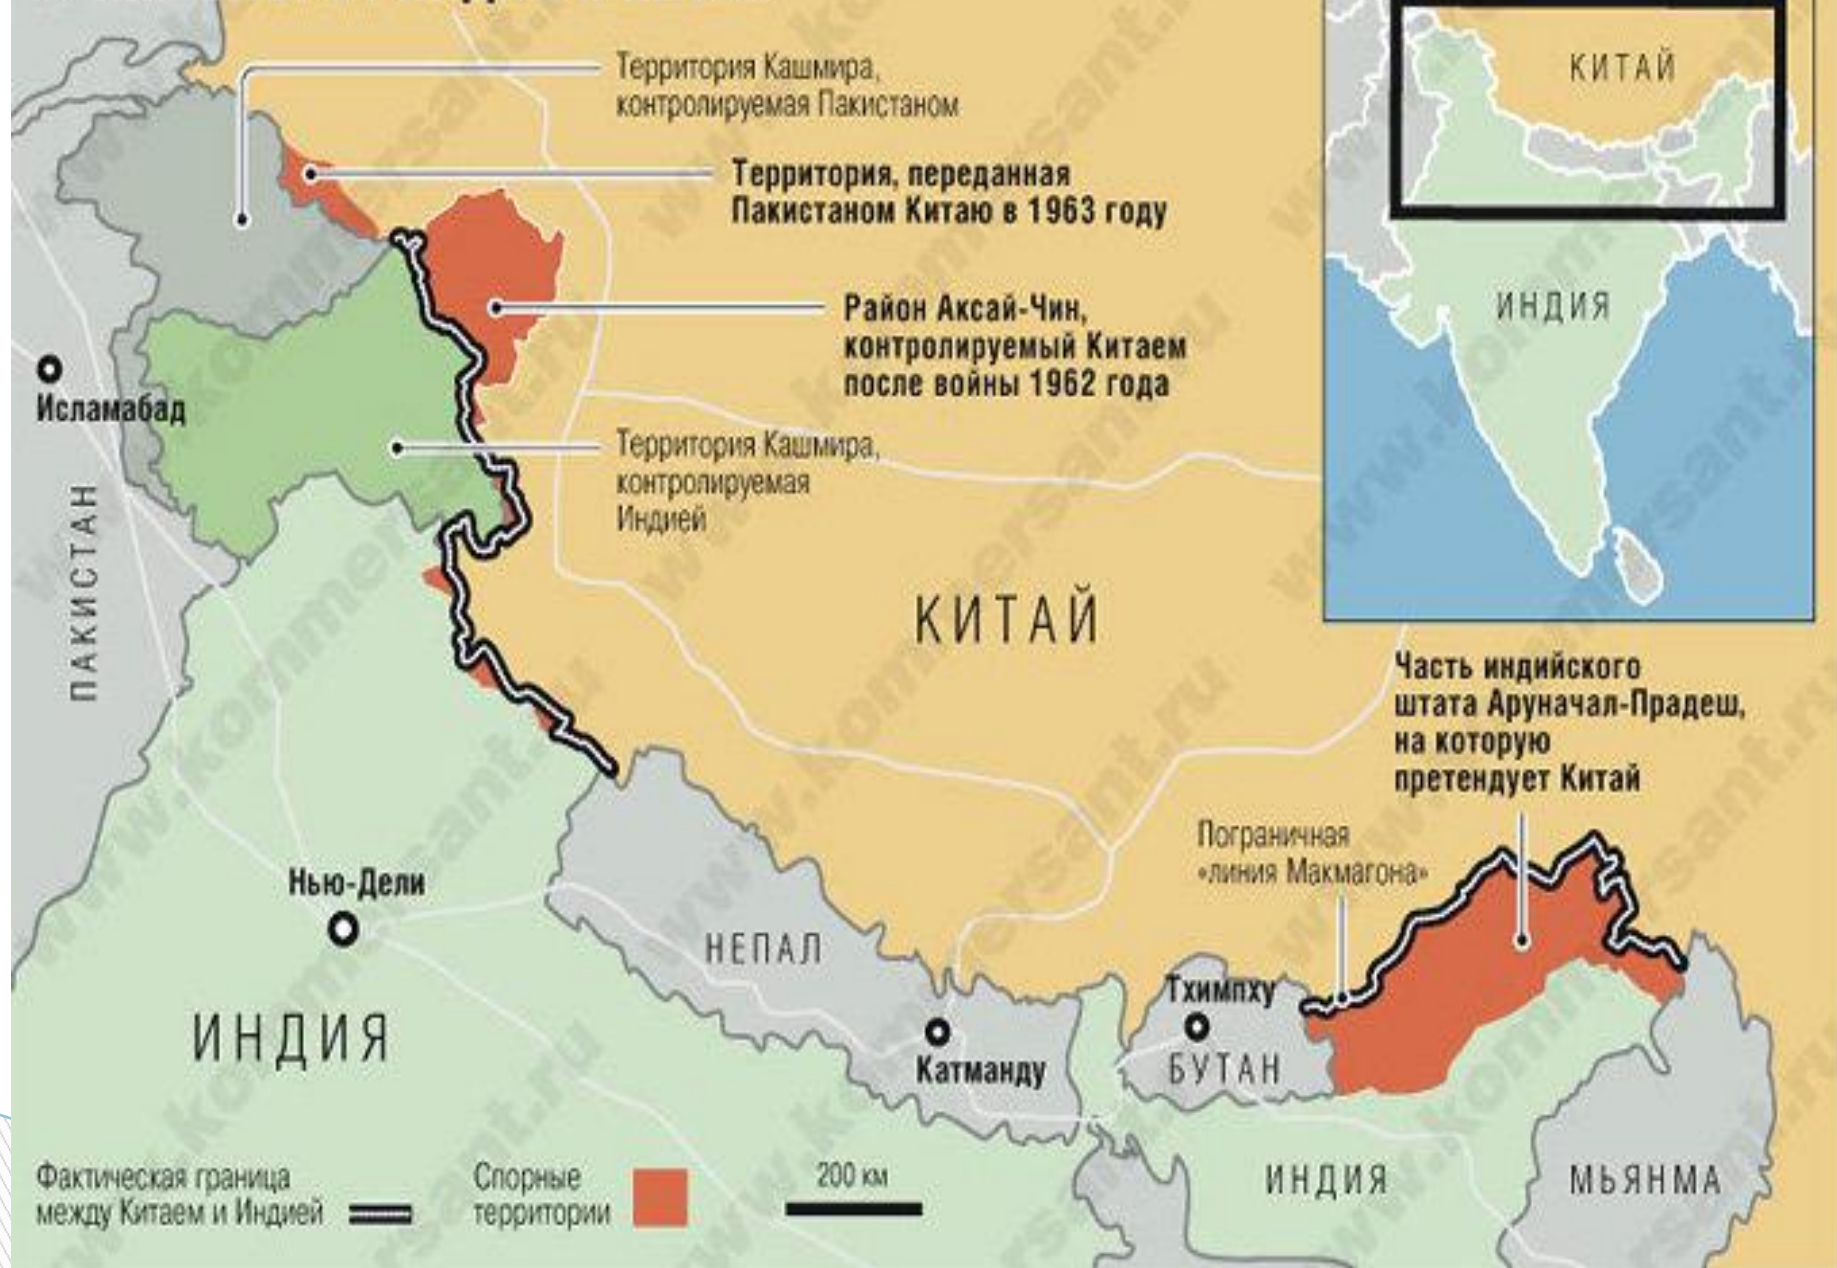 Территория Кашмира,
контролируемая Пакистаном
Территория, переданная
Пакистаном Китаю в 1963 году
Район Аксай-Чин,
контролируемый Китаем
после войны 1962 года
Территория Кашмира,
контролируемая
Индией
Исламабад
ПАКИСТАН
КИТАЙ
КИТАЙ
ИНДИЯ
Часть индийского
штата Аруначал-Прадеш,
на которую
претендует Китай
Пограничная
«линия Макмагона»
Нью-Дели
НЕПАЛ
Тхимпху
БУТАН
Катманду
ИНДИЯ
ИНДИЯ
МЬЯНМА
Фактическая граница
между Китаем и Индией
Спорные
территории
200 км
www.kommersant.ru